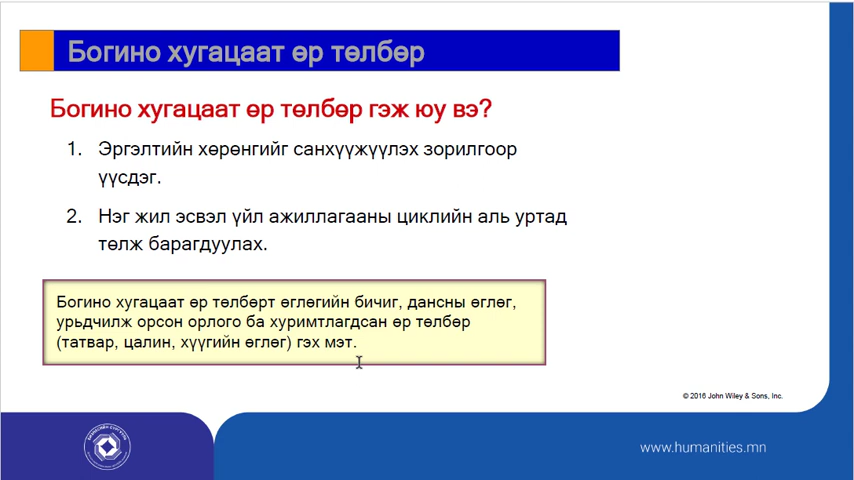 Богино хугацаат өр төлбөр
Богино хугацаат өр төлбөр гэж юу вэ?
1. Эргэлтийн хөрөнгийг санхүүжүүлэх зорилгоор
үүсдэг.
2. Нэг жил эсвэл үйл ажиллагааны циклийн аль уртад
төлж барагдуулах.
Богино хугацаат өр төлбөрт өглөгийн бичиг, дансны өглөг,
урьдчилж орсон орлого ба хуримтлагдсан өр төлбөр
(татвар, цалин, хүүгийн өглөг) гэх мэт.
© 2016 John Wiley & Sons, Inc.
www.humanities.mn